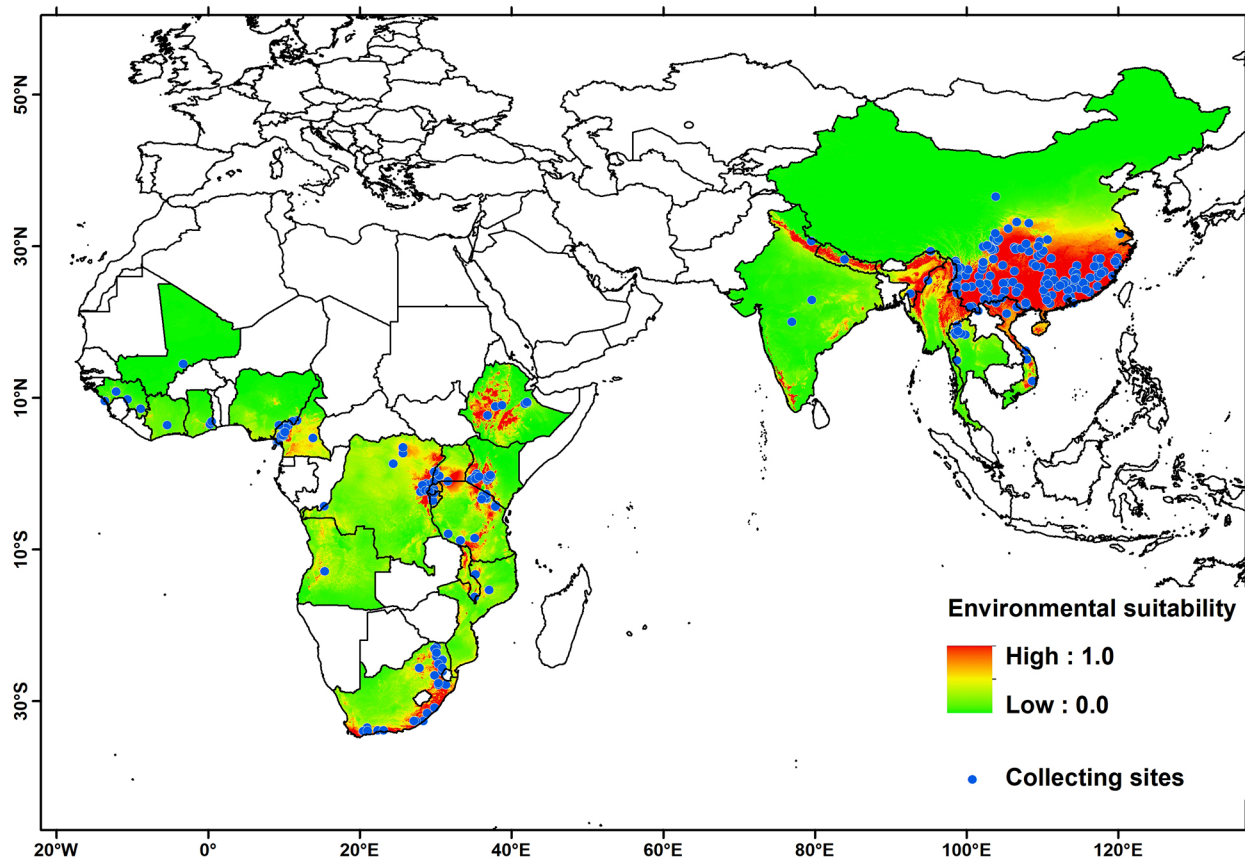 50°N
30°N
10°N
10°S
30°S
Environmental suitability
High : 1.0
Low : 0.0
Collecting sites
20°W 0° 20°E 40°E 60°E 80°E 100°E 120°E